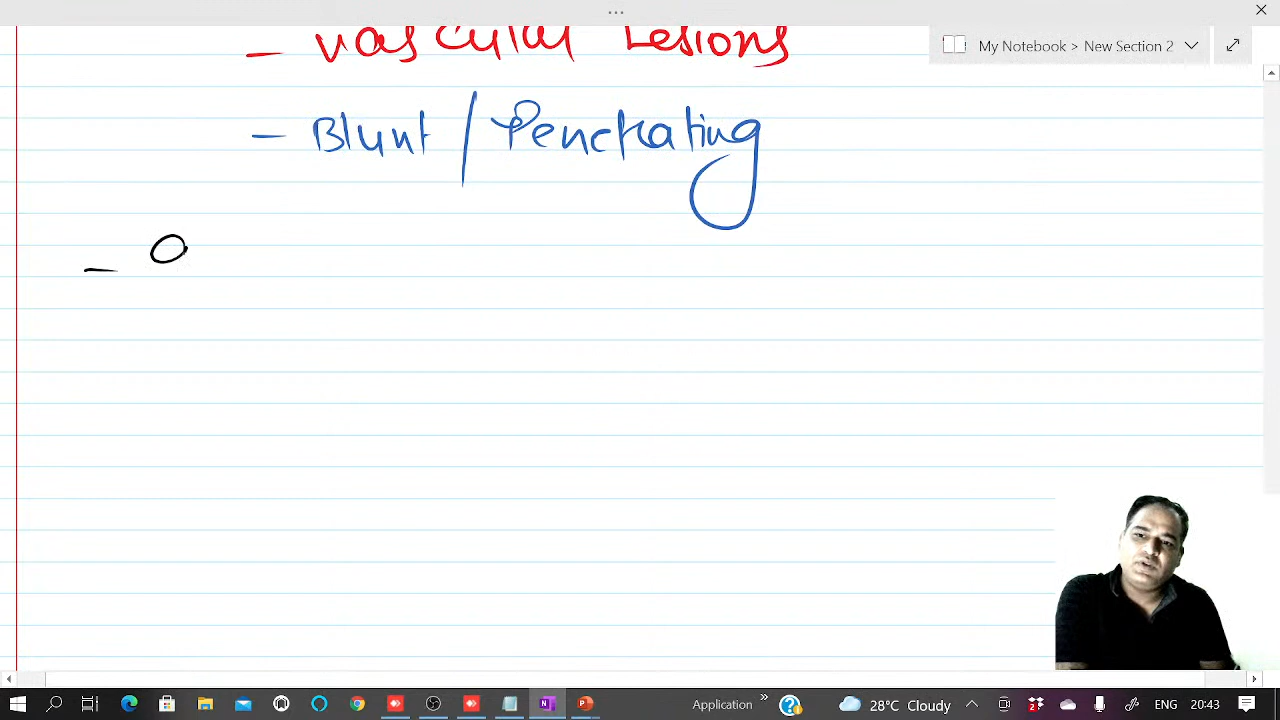 ...
My Notebook > New Section 2
- Vascular Lesions
- Blunt / Penetrating
- O
Application
28°C Cloudy
ENG
20:43